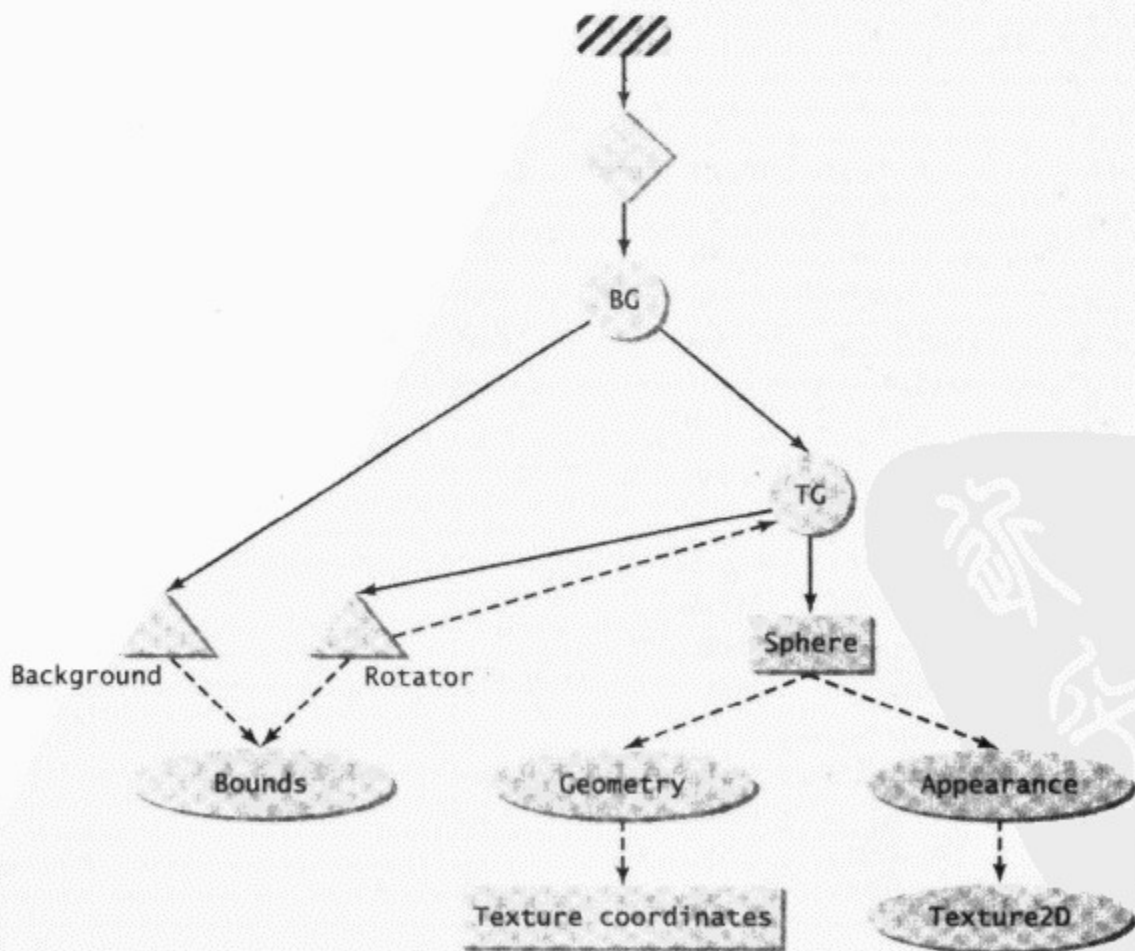 BG
TG
Sphere
Background
Rotator
Bounds
Geometry
Appearance
Texture coordinates
Texture2D